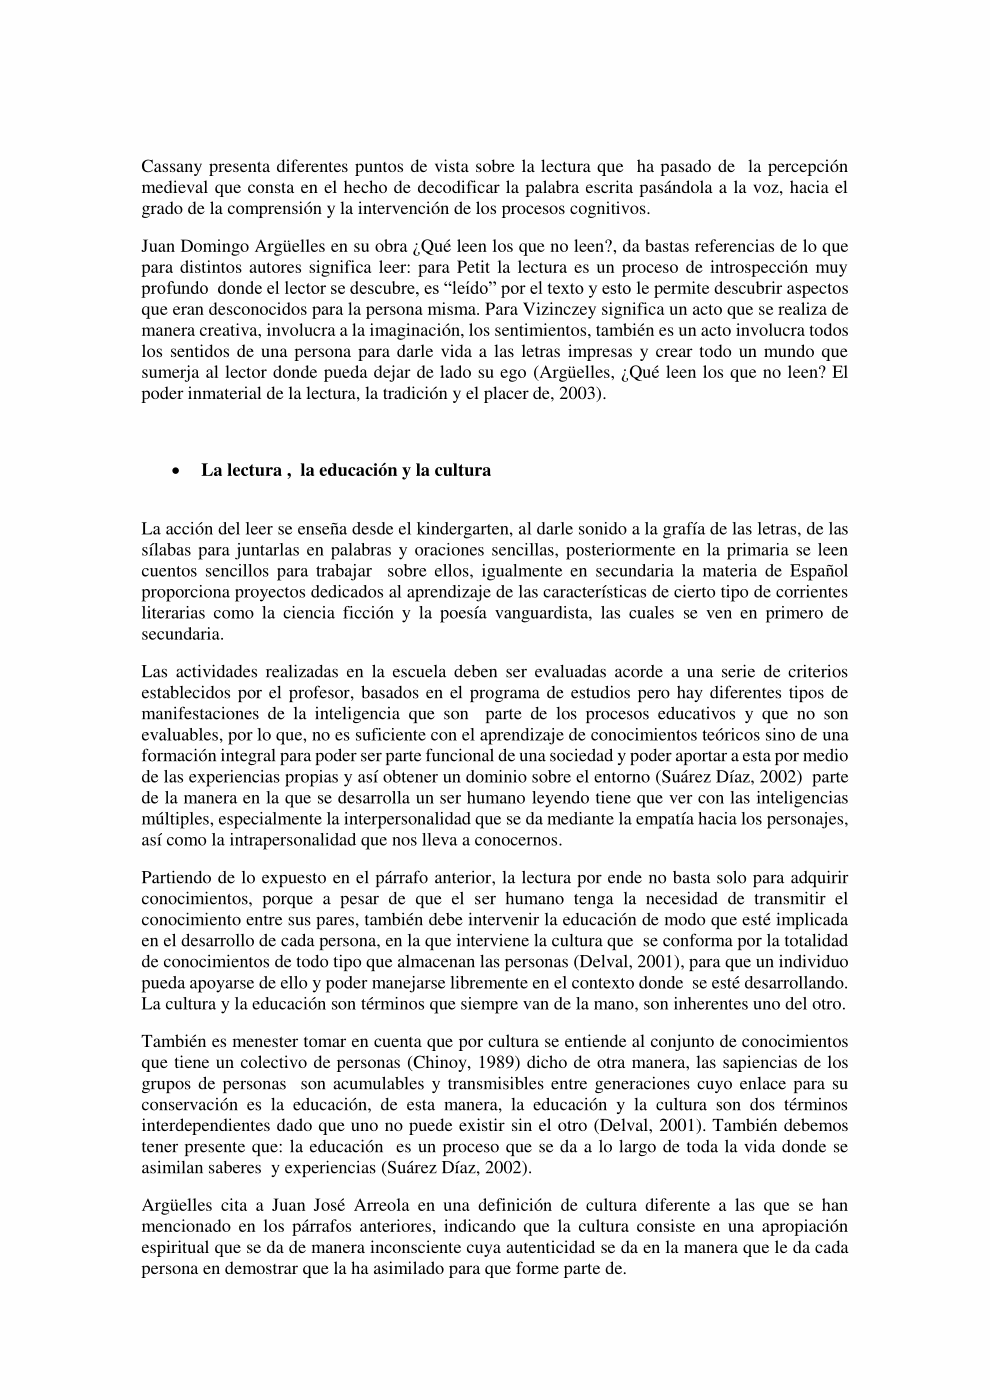 Cassany presenta diferentes puntos de vista sobre la lectura que  ha pasado de  la percepción
medieval que consta en el hecho de decodificar la palabra escrita pasándola a la voz, hacia el
grado de la comprensión y la intervención de los procesos cognitivos.
Juan Domingo Argüelles en su obra ¿Qué leen los que no leen?, da bastas referencias de lo que
para distintos autores significa leer: para Petit la lectura es un proceso de introspección muy
profundo  donde el lector se descubre, es “leído” por el texto y esto le permite descubrir aspectos
que eran desconocidos para la persona misma. Para Vizinczey significa un acto que se realiza de
manera creativa, involucra a la imaginación, los sentimientos, también es un acto involucra todos
los sentidos de una persona para darle vida a las letras impresas y crear todo un mundo que
sumerja al lector donde pueda dejar de lado su ego (Argüelles, ¿Qué leen los que no leen? El
poder inmaterial de la lectura, la tradición y el placer de, 2003).
• La lectura ,  la educación y la cultura
La acción del leer se enseña desde el kindergarten, al darle sonido a la grafía de las letras, de las
sílabas para juntarlas en palabras y oraciones sencillas, posteriormente en la primaria se leen
cuentos sencillos para trabajar  sobre ellos, igualmente en secundaria la materia de Español
proporciona proyectos dedicados al aprendizaje de las características de cierto tipo de corrientes
literarias como la ciencia ficción y la poesía vanguardista, las cuales se ven en primero de
secundaria.
Las actividades realizadas en la escuela deben ser evaluadas acorde a una serie de criterios
establecidos por el profesor, basados en el programa de estudios pero hay diferentes tipos de
manifestaciones de la inteligencia que son  parte de los procesos educativos y que no son
evaluables, por lo que, no es suficiente con el aprendizaje de conocimientos teóricos sino de una
formación integral para poder ser parte funcional de una sociedad y poder aportar a esta por medio
de las experiencias propias y así obtener un dominio sobre el entorno (Suárez Díaz, 2002)  parte
de la manera en la que se desarrolla un ser humano leyendo tiene que ver con las inteligencias
múltiples, especialmente la interpersonalidad que se da mediante la empatía hacia los personajes,
así como la intrapersonalidad que nos lleva a conocernos.
Partiendo de lo expuesto en el párrafo anterior, la lectura por ende no basta solo para adquirir
conocimientos, porque a pesar de que el ser humano tenga la necesidad de transmitir el
conocimiento entre sus pares, también debe intervenir la educación de modo que esté implicada
en el desarrollo de cada persona, en la que interviene la cultura que  se conforma por la totalidad
de conocimientos de todo tipo que almacenan las personas (Delval, 2001), para que un individuo
pueda apoyarse de ello y poder manejarse libremente en el contexto donde  se esté desarrollando.
La cultura y la educación son términos que siempre van de la mano, son inherentes uno del otro.
También es menester tomar en cuenta que por cultura se entiende al conjunto de conocimientos
que tiene un colectivo de personas (Chinoy, 1989) dicho de otra manera, las sapiencias de los
grupos de personas  son acumulables y transmisibles entre generaciones cuyo enlace para su
conservación es la educación, de esta manera, la educación y la cultura son dos términos
interdependientes dado que uno no puede existir sin el otro (Delval, 2001). También debemos
tener presente que: la educación  es un proceso que se da a lo largo de toda la vida donde se
asimilan saberes  y experiencias (Suárez Díaz, 2002).
Argüelles cita a Juan José Arreola en una definición de cultura diferente a las que se han
mencionado en los párrafos anteriores, indicando que la cultura consiste en una apropiación
espiritual que se da de manera inconsciente cuya autenticidad se da en la manera que le da cada
persona en demostrar que la ha asimilado para que forme parte de.